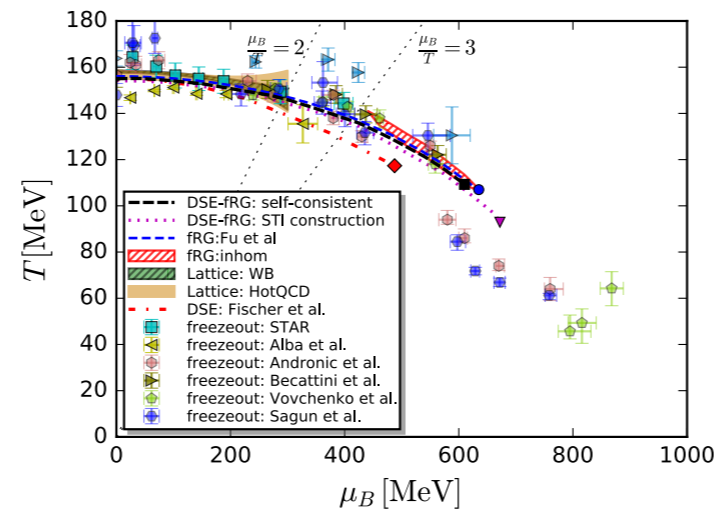 180
160
140
120
100
80
60
40
20
0
T [MeV]
μ_B/T = 2
μ_B/T = 3
DSE-fRG: self-consistent
DSE-fRG: STI construction
fRG:Fu et al
fRG:inhom
Lattice: WB
Lattice: HotQCD
DSE: Fischer et al.
freezeout: STAR
freezeout: Alba et al.
freezeout: Andronic et al.
freezeout: Becattini et al.
freezeout: Vovchenko et al.
freezeout: Sagun et al.
0 200 400 600 800 1000
μ_B [MeV]